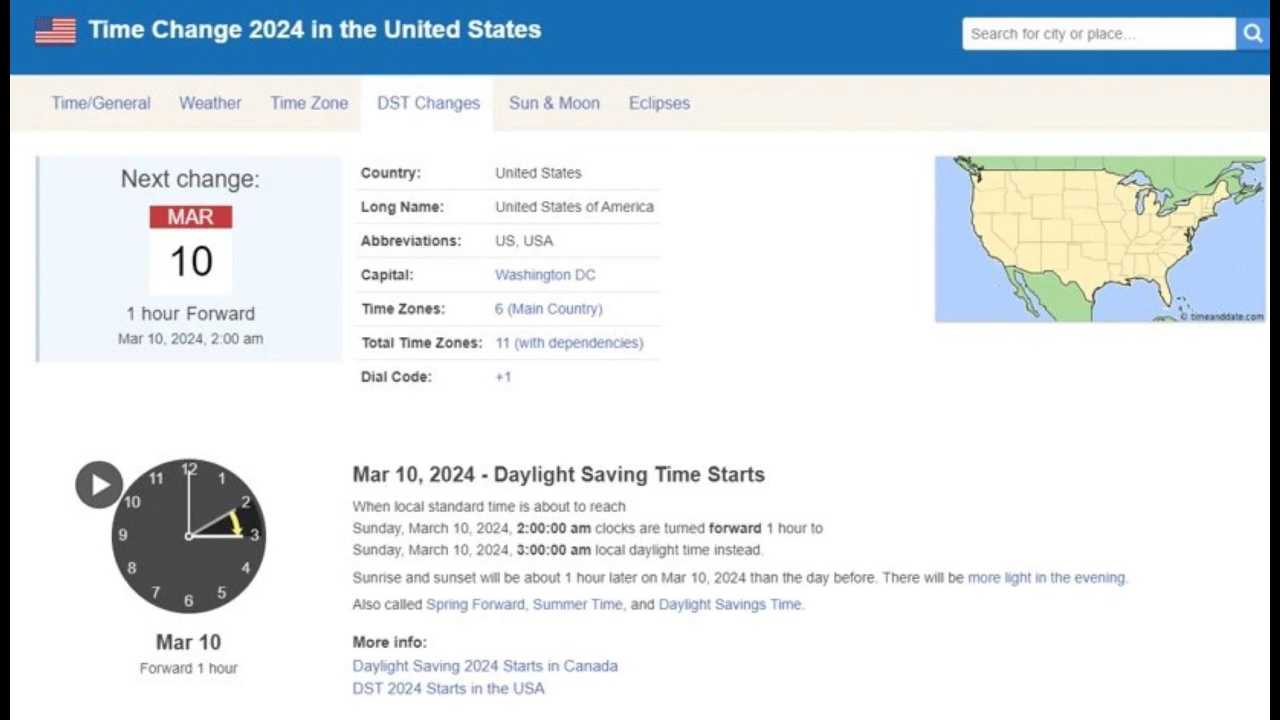 Time Change 2024 in the United States
Search for city or place...
Time/General Weather Time Zone DST Changes Sun & Moon Eclipses
Next change:
MAR
10
1 hour Forward
Mar 10, 2024, 2:00 am
Country: United States
Long Name: United States of America
Abbreviations: US, USA
Capital: Washington DC
Time Zones: 6 (Main Country)
Total Time Zones: 11 (with dependencies)
Dial Code: +1
© timeanddate.com
12
1
2
3
4
5
6
7
8
9
10
11
Mar 10
Forward 1 hour
Mar 10, 2024 - Daylight Saving Time Starts
When local standard time is about to reach
Sunday, March 10, 2024, 2:00:00 am clocks are turned forward 1 hour to
Sunday, March 10, 2024, 3:00:00 am local daylight time instead.
Sunrise and sunset will be about 1 hour later on Mar 10, 2024 than the day before. There will be more light in the evening.
Also called Spring Forward, Summer Time, and Daylight Savings Time.
More info:
Daylight Saving 2024 Starts in Canada
DST 2024 Starts in the USA